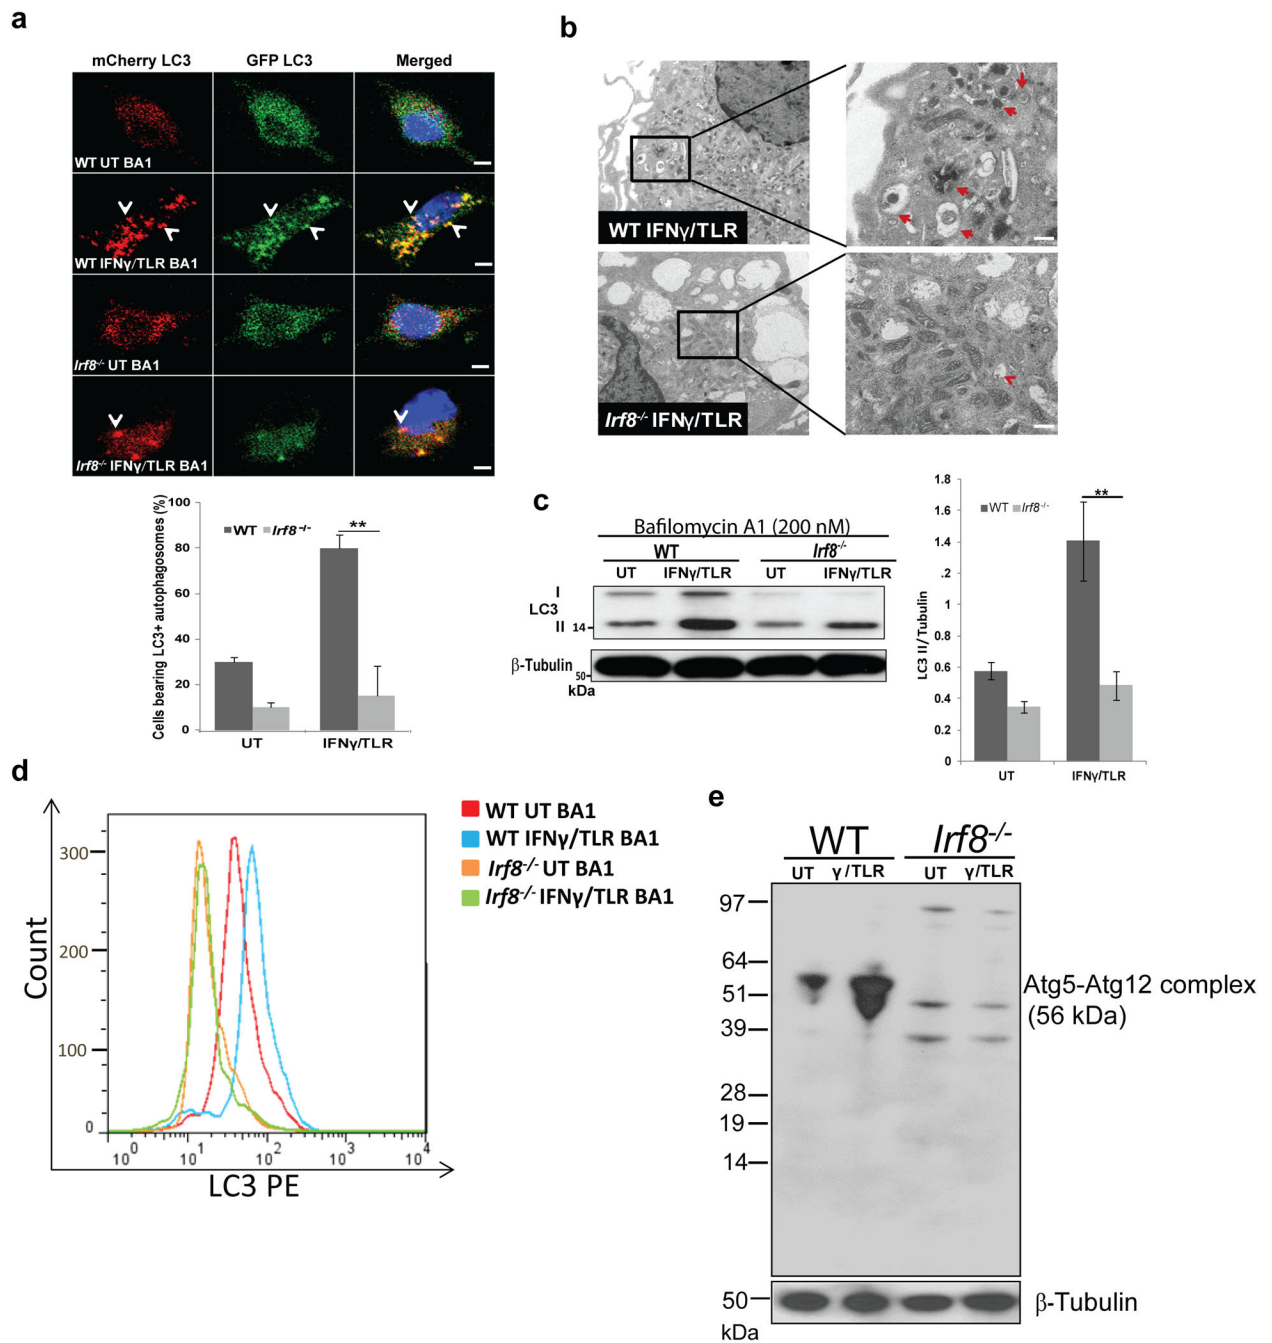 a
mCherry LC3 GFP LC3 Merged
WT UT BA1
WT IFNγ/TLR BA1
Irf8-/- UT BA1
Irf8-/- IFNγ/TLR BA1
Cells bearing LC3+ autophagosomes (%)
100
80
60
40
20
0
WT Irf8-/-
**
UT IFNγ/TLR
b
WT IFNγ/TLR
Irf8-/- IFNγ/TLR
c
Bafilomycin A1 (200 nM)
WT Irf8-/-
UT IFNγ/TLR UT IFNγ/TLR
I
LC3
II 14
β-Tubulin
50
kDa
LC3 II/Tubulin
1.8
1.6
1.4
.2
1
0.8
0.6
0.4
0.2
0
WT Irf8-/-
**
UT IFNγ/TLR
d
Count
300
200
100
0
10^0 10^1 10^2 10^3 10^4
LC3 PE
WT UT BA1
WT IFNγ/TLR BA1
Irf8-/- UT BA1
Irf8-/- IFNγ/TLR BA1
e
WT Irf8-/-
UT γ/TLR UT γ/TLR
97
64
51
39
28
19
14
Atg5-Atg12 complex
(56 kDa)
50
β-Tubulin
kDa